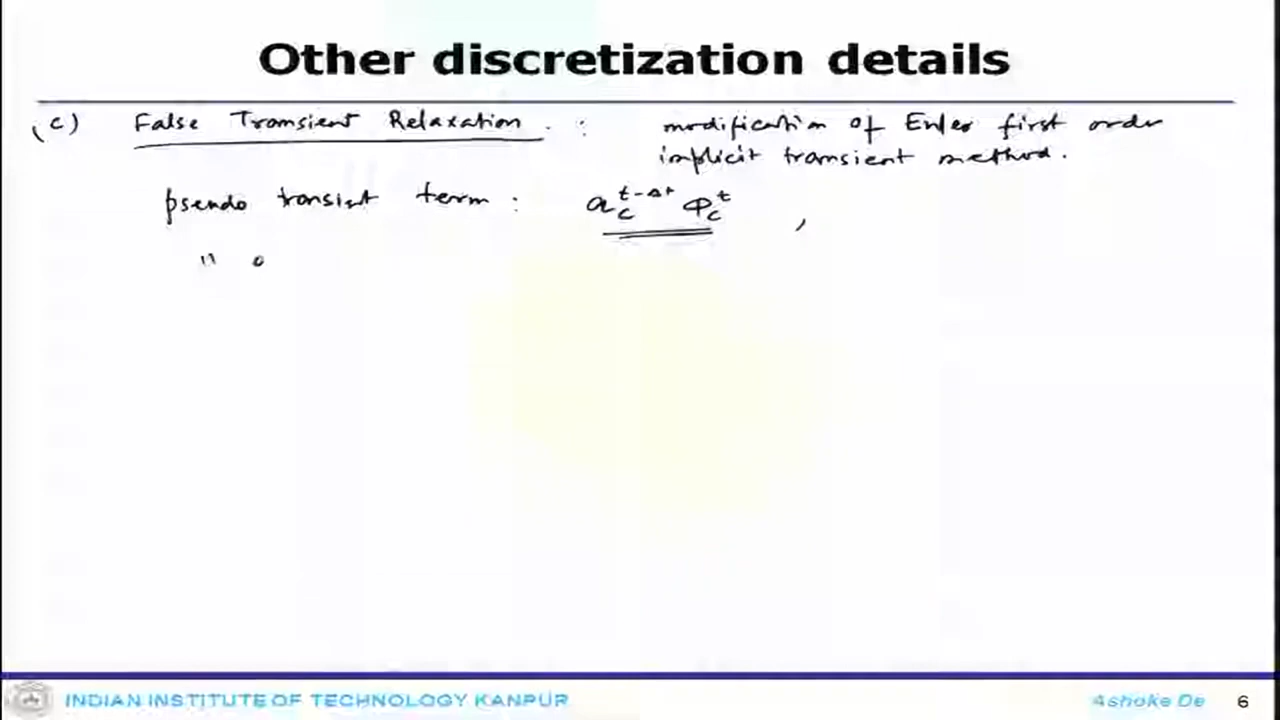 Other discretization details
(c) False Transient Relaxation. : modification of Euler first order
implicit transient method.
pseudo transient term : a_C^{t-Δt} Φ_C^t ,
" o
INDIAN INSTITUTE OF TECHNOLOGY KANPUR Ashoke De 6